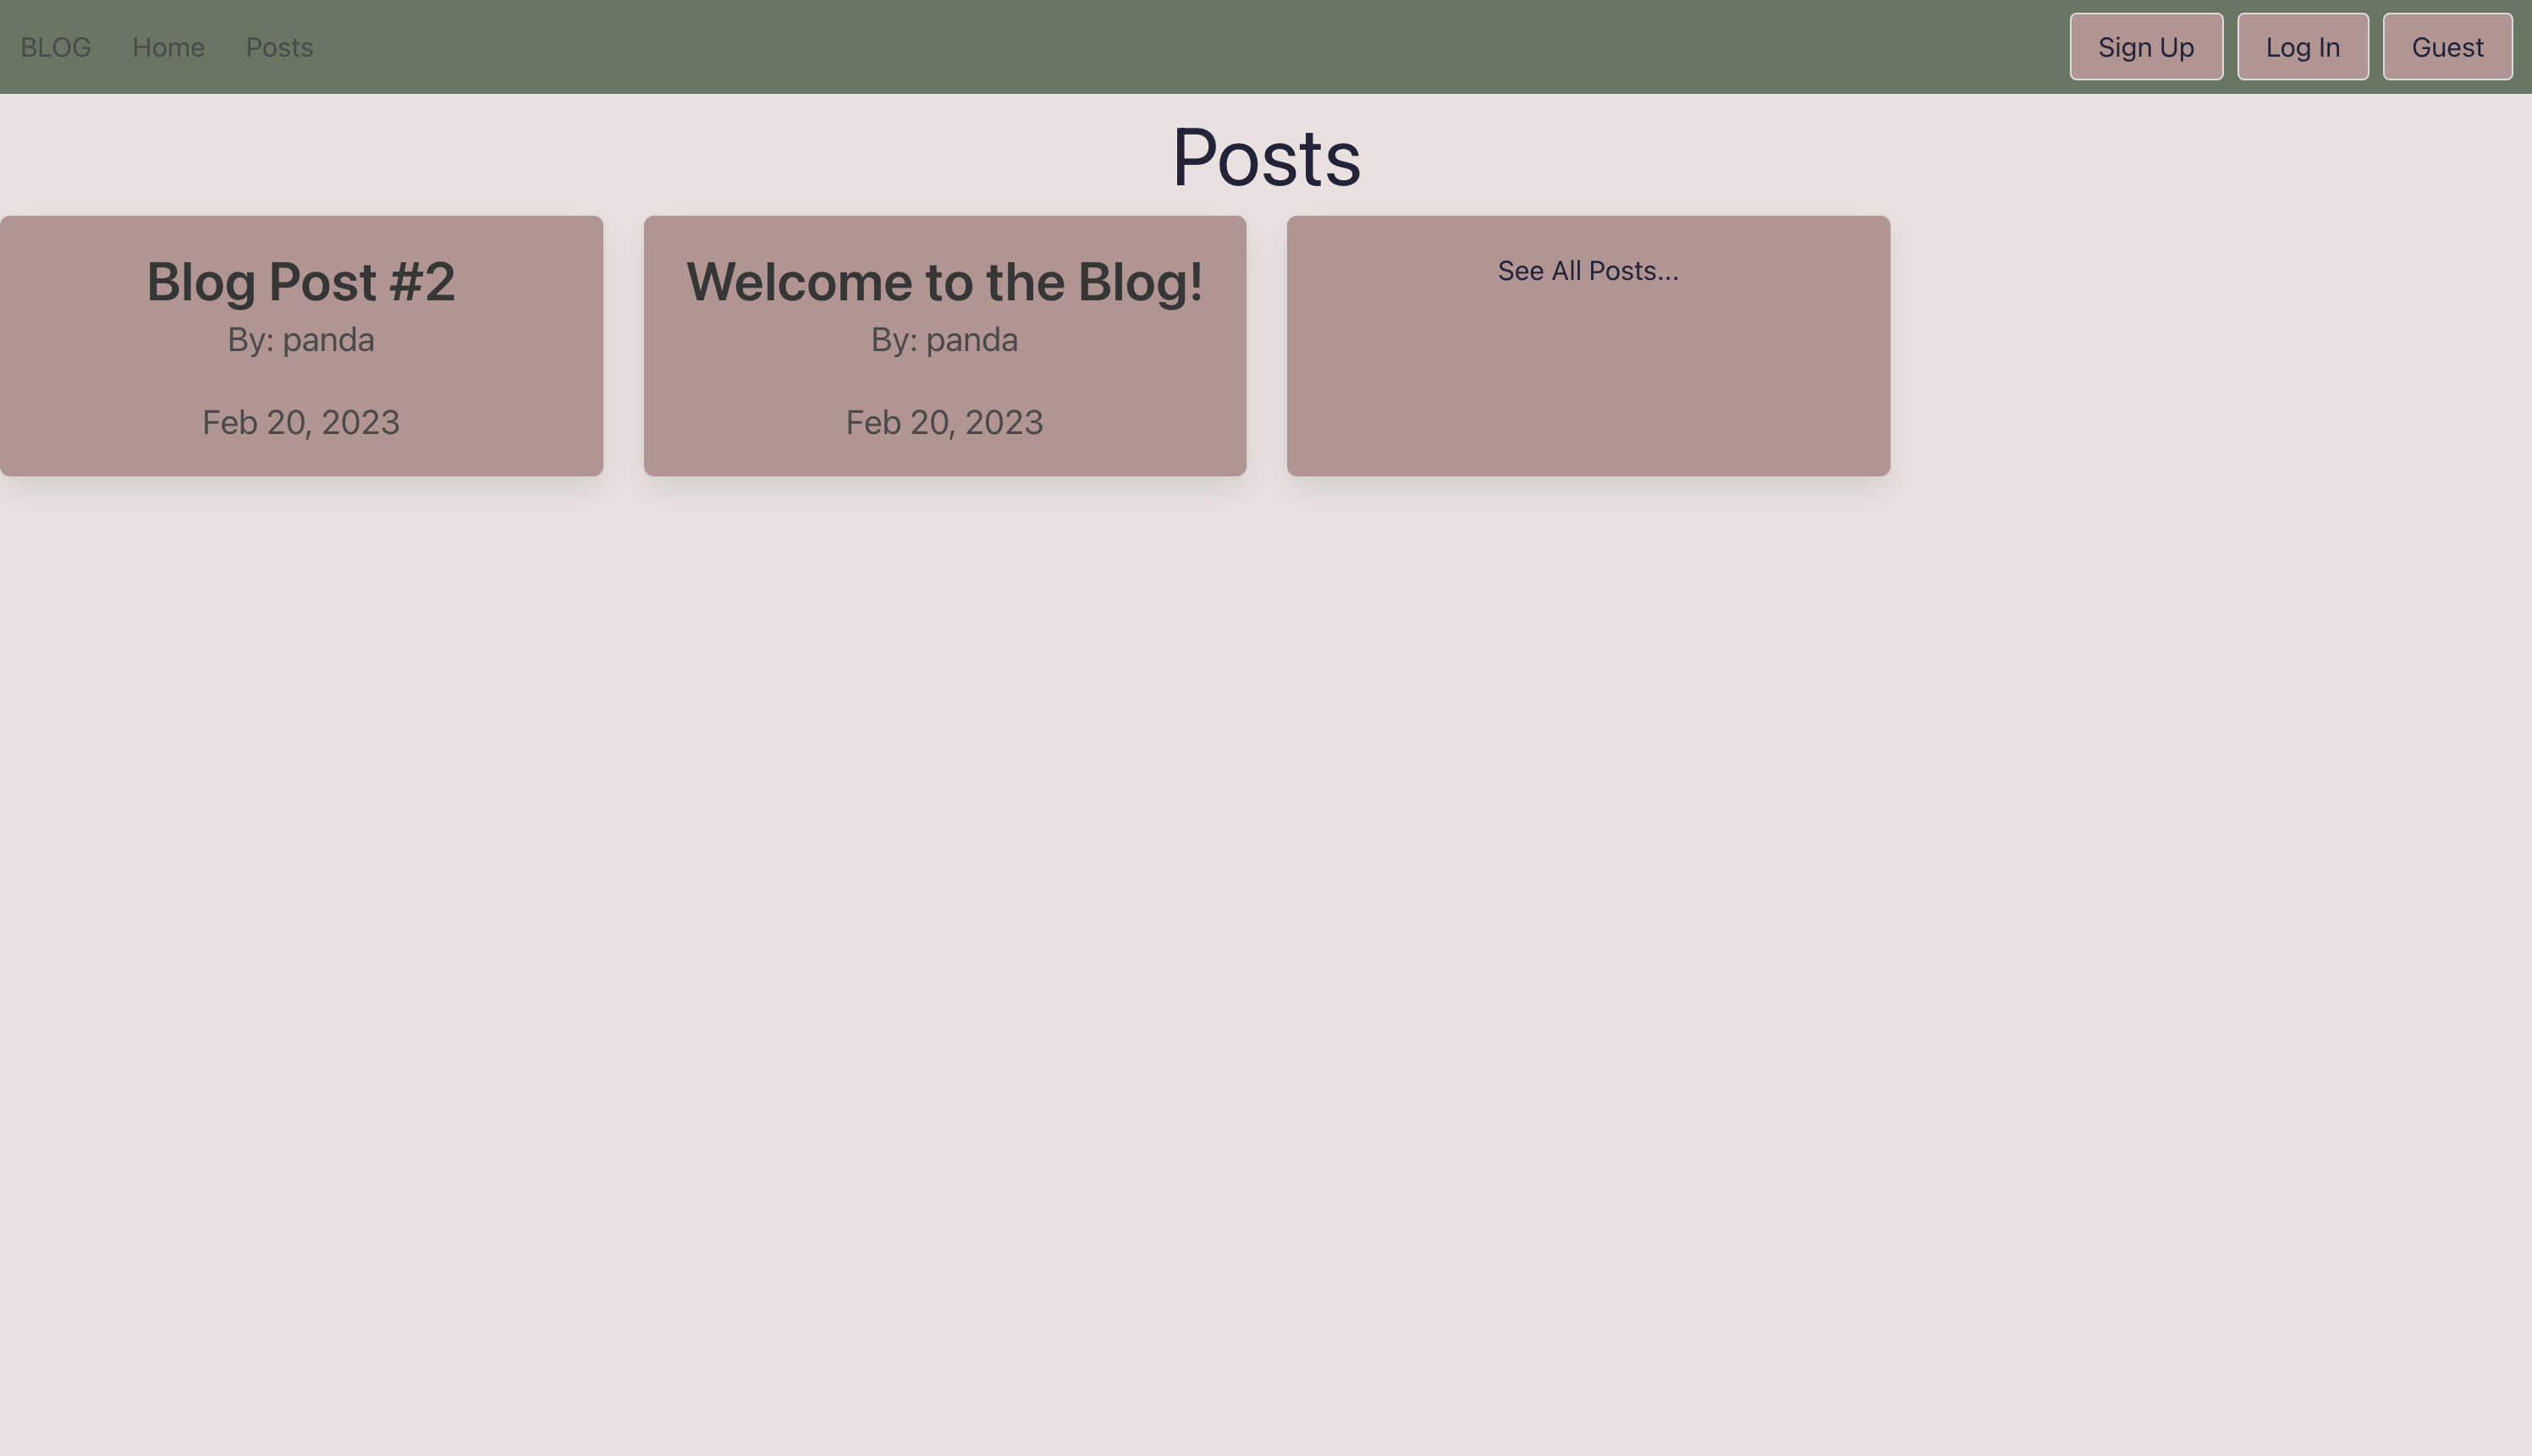 BLOG Home Posts Sign Up Log In Guest
Posts
Blog Post #2
By: panda
Feb 20, 2023
Welcome to the Blog!
By: panda
Feb 20, 2023
See All Posts...